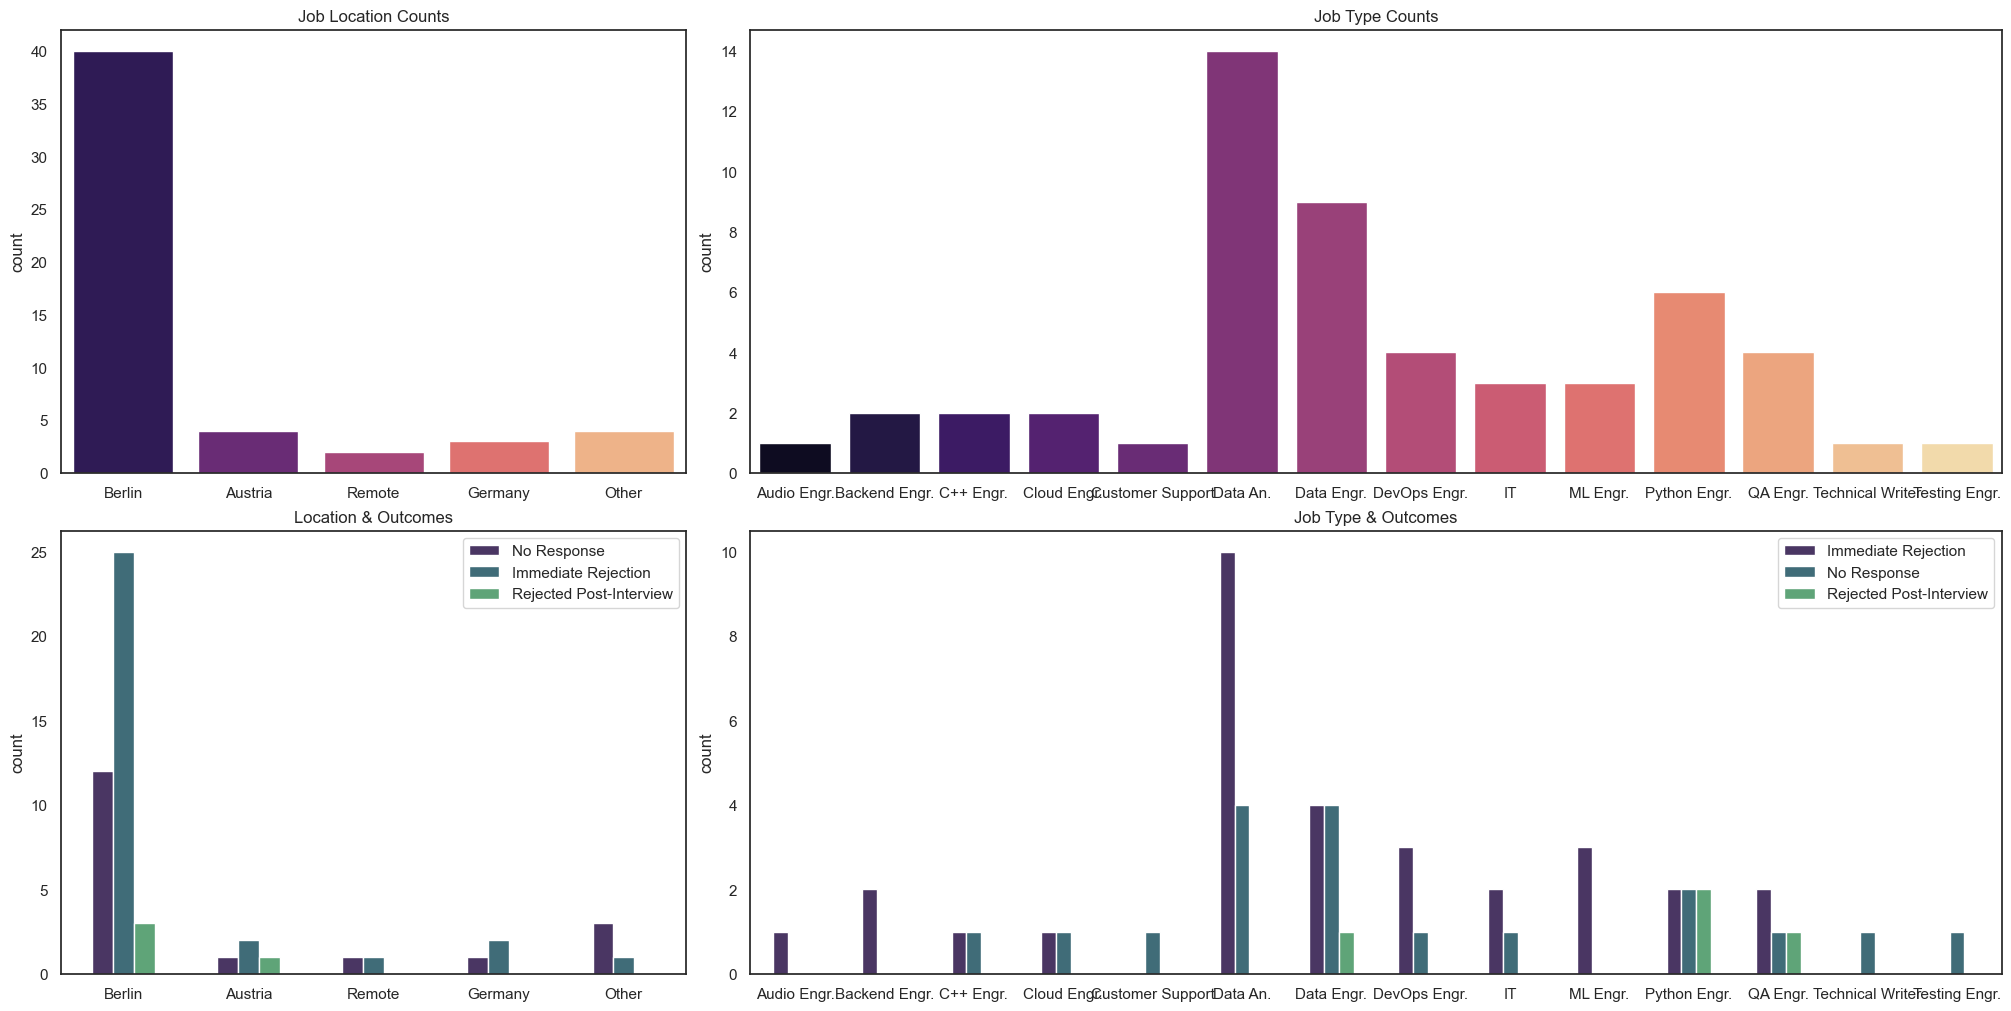 Job Location Counts
count
40
35
30
25
20
15
10
5
0
Berlin Austria Remote Germany Other
Job Type Counts
count
14
12
10
8
6
4
2
0
Audio Engr. Backend Engr. C++ Engr. Cloud Engr. Customer Support Data An. Data Engr. DevOps Engr. IT ML Engr. Python Engr. QA Engr. Technical Writer Testing Engr.
Location & Outcomes
count
25
20
15
10
5
0
No Response
Immediate Rejection
Rejected Post-Interview
Berlin Austria Remote Germany Other
Job Type & Outcomes
count
10
8
6
4
2
0
Immediate Rejection
No Response
Rejected Post-Interview
Audio Engr. Backend Engr. C++ Engr. Cloud Engr. Customer Support Data An. Data Engr. DevOps Engr. IT ML Engr. Python Engr. QA Engr. Technical Writer Testing Engr.